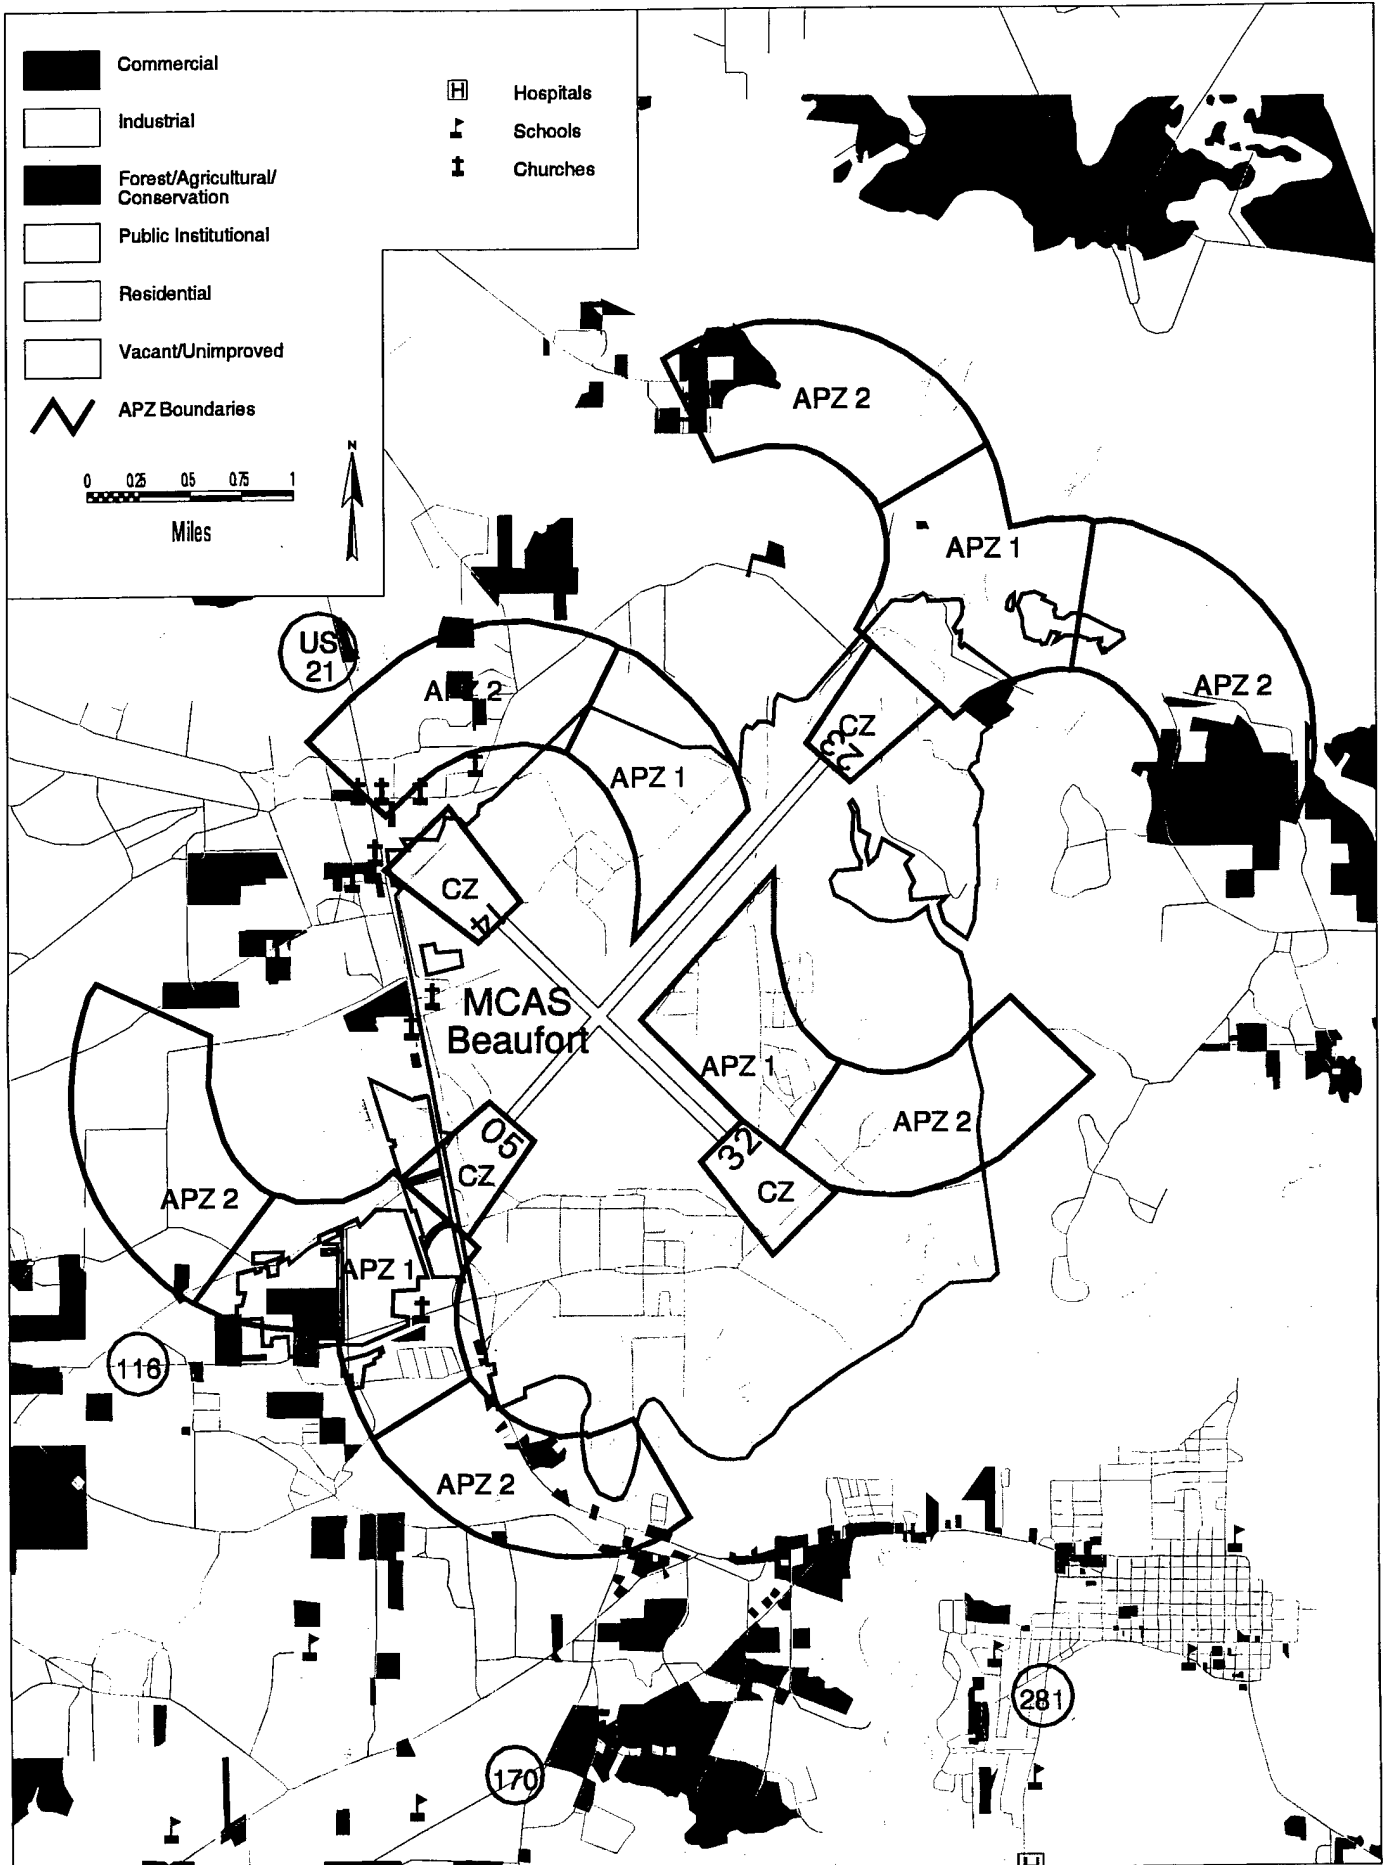 Commercial
Industrial
Forest/Agricultural/
Conservation
Public Institutional
Residential
Vacant/Unimproved
APZ Boundaries
H Hospitals
Schools
Churches
0 0.25 0.5 0.75 1
Miles
N
APZ 2
APZ 1
US
21
APZ 2
APZ 2
CZ
23
APZ 1
CZ
14
MCAS
Beaufort
APZ 1
APZ 2
05
CZ
32
CZ
APZ 2
APZ 1
116
APZ 2
281
170
H